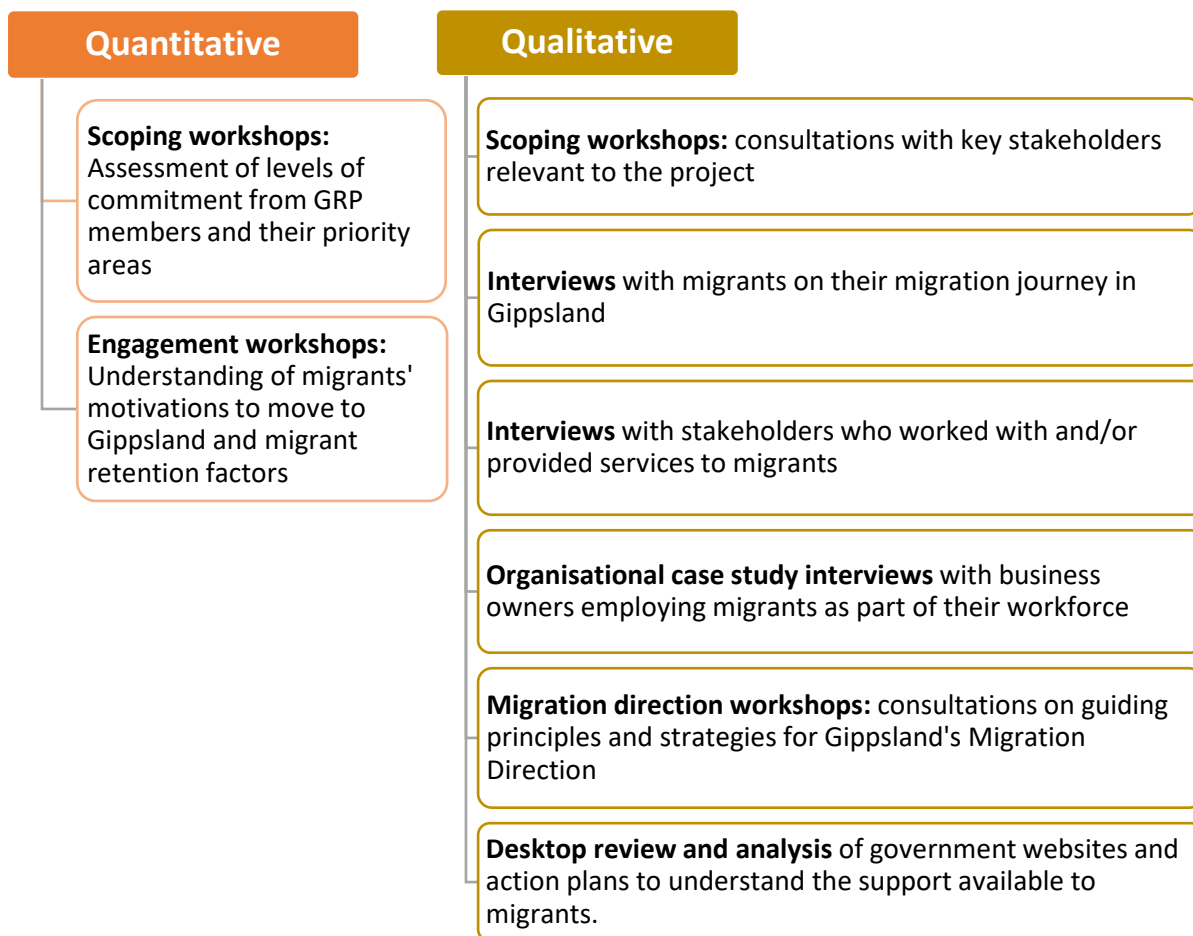 Quantitative
Scoping workshops:
Assessment of levels of
commitment from GRP
members and their priority
areas
Engagement workshops:
Understanding of migrants'
motivations to move to
Gippsland and migrant
retention factors
Qualitative
Scoping workshops: consultations with key stakeholders
relevant to the project
Interviews with migrants on their migration journey in
Gippsland
Interviews with stakeholders who worked with and/or
provided services to migrants
Organisational case study interviews with business
owners employing migrants as part of their workforce
Migration direction workshops: consultations on guiding
principles and strategies for Gippsland's Migration
Direction
Desktop review and analysis of government websites and
action plans to understand the support available to
migrants.